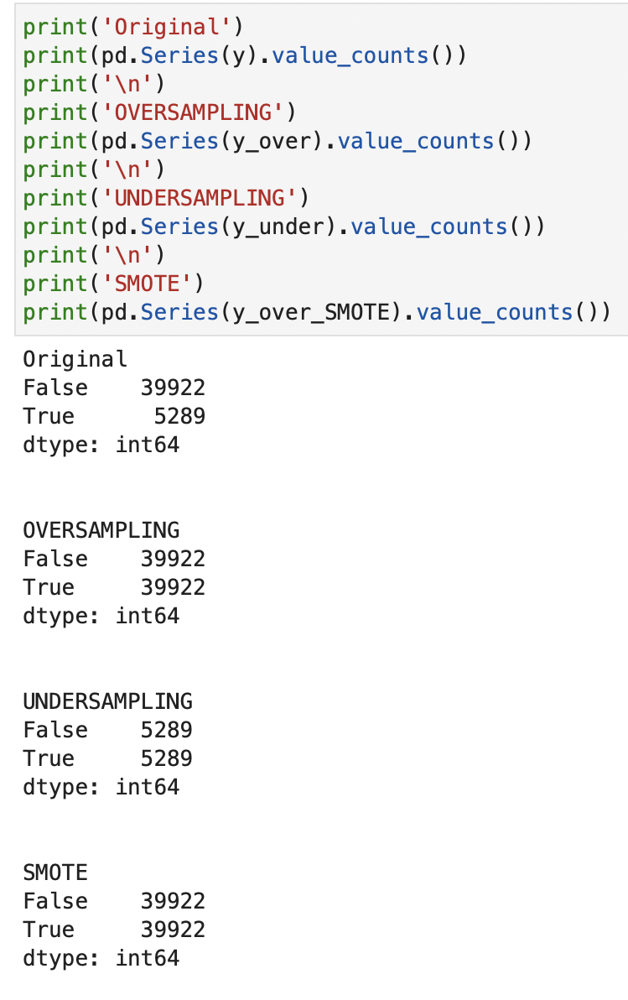 print('Original')
print(pd.Series(y).value_counts())
print('\n')
print('OVERSAMPLING')
print(pd.Series(y_over).value_counts())
print('\n')
print('UNDERSAMPLING')
print(pd.Series(y_under).value_counts())
print('\n')
print('SMOTE')
print(pd.Series(y_over_SMOTE).value_counts())
Original
False    39922
True      5289
dtype: int64
OVERSAMPLING
False    39922
True     39922
dtype: int64
UNDERSAMPLING
False    5289
True     5289
dtype: int64
SMOTE
False    39922
True     39922
dtype: int64